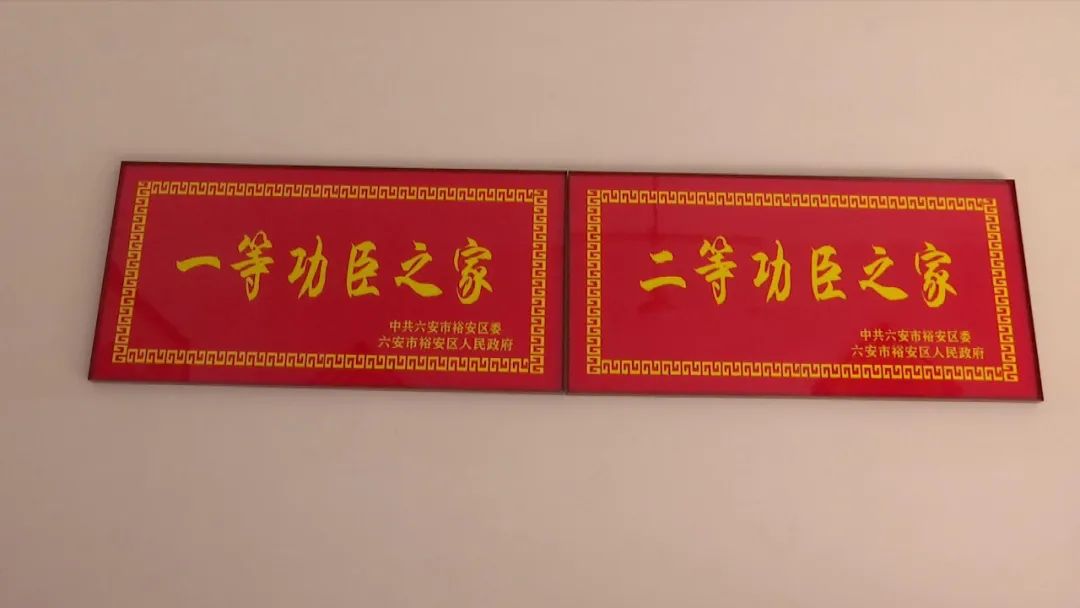 一等功臣之家
中共六安市裕安区委
六安市裕安区人民政府
二等功臣之家
中共六安市裕安区委
六安市裕安区人民政府